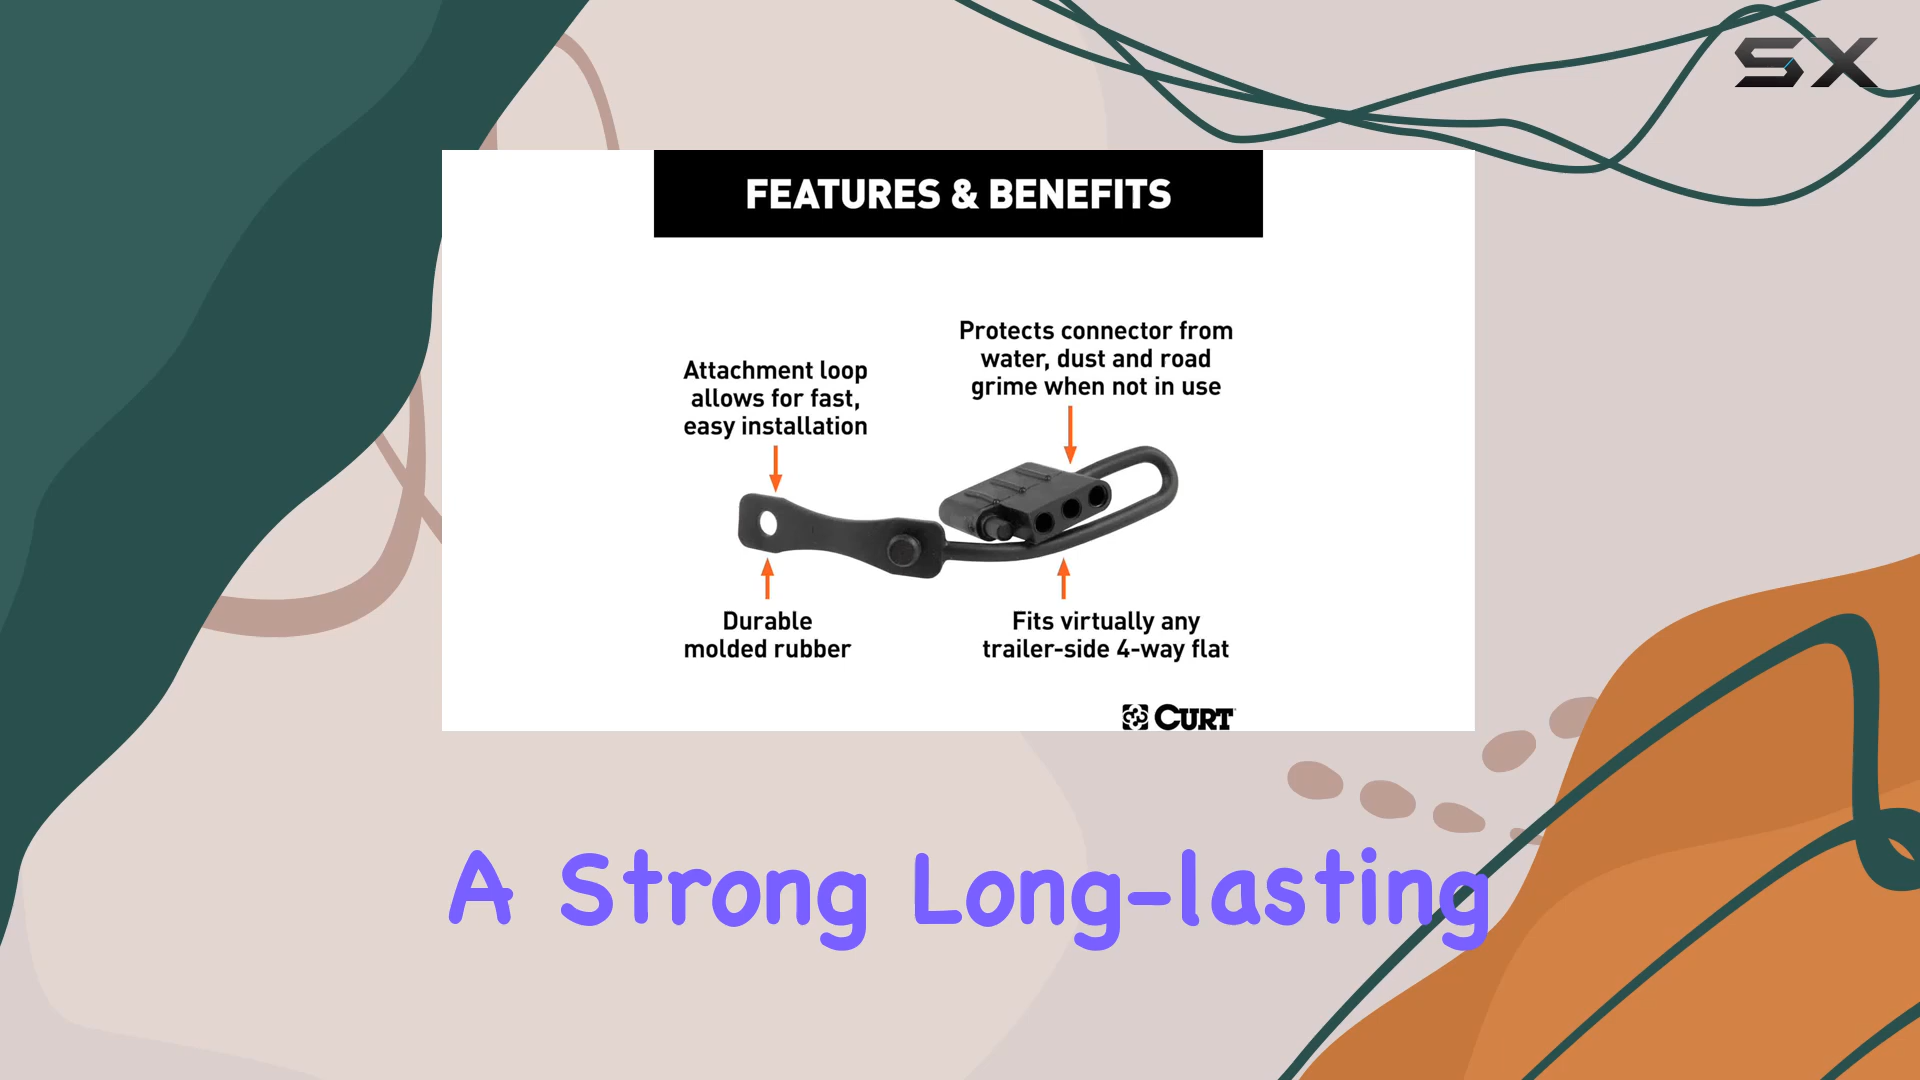 SX
FEATURES & BENEFITS
Protects connector from
water, dust and road
grime when not in use
Attachment loop
allows for fast,
easy installation
Durable
molded rubber
Fits virtually any
trailer-side 4-way flat
CURT
A Strong Long-lasting